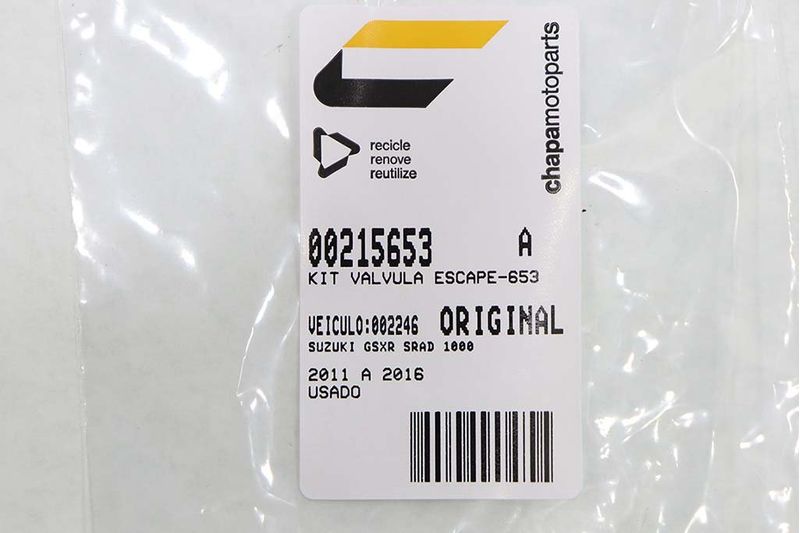 chapamotoparts
recicle
renove
reutilize
00215653 A
KIT VALVULA ESCAPE-653
VEICULO:002246 ORIGINAL
SUZUKI GSXR SRAD 1000
2011 A 2016
USADO